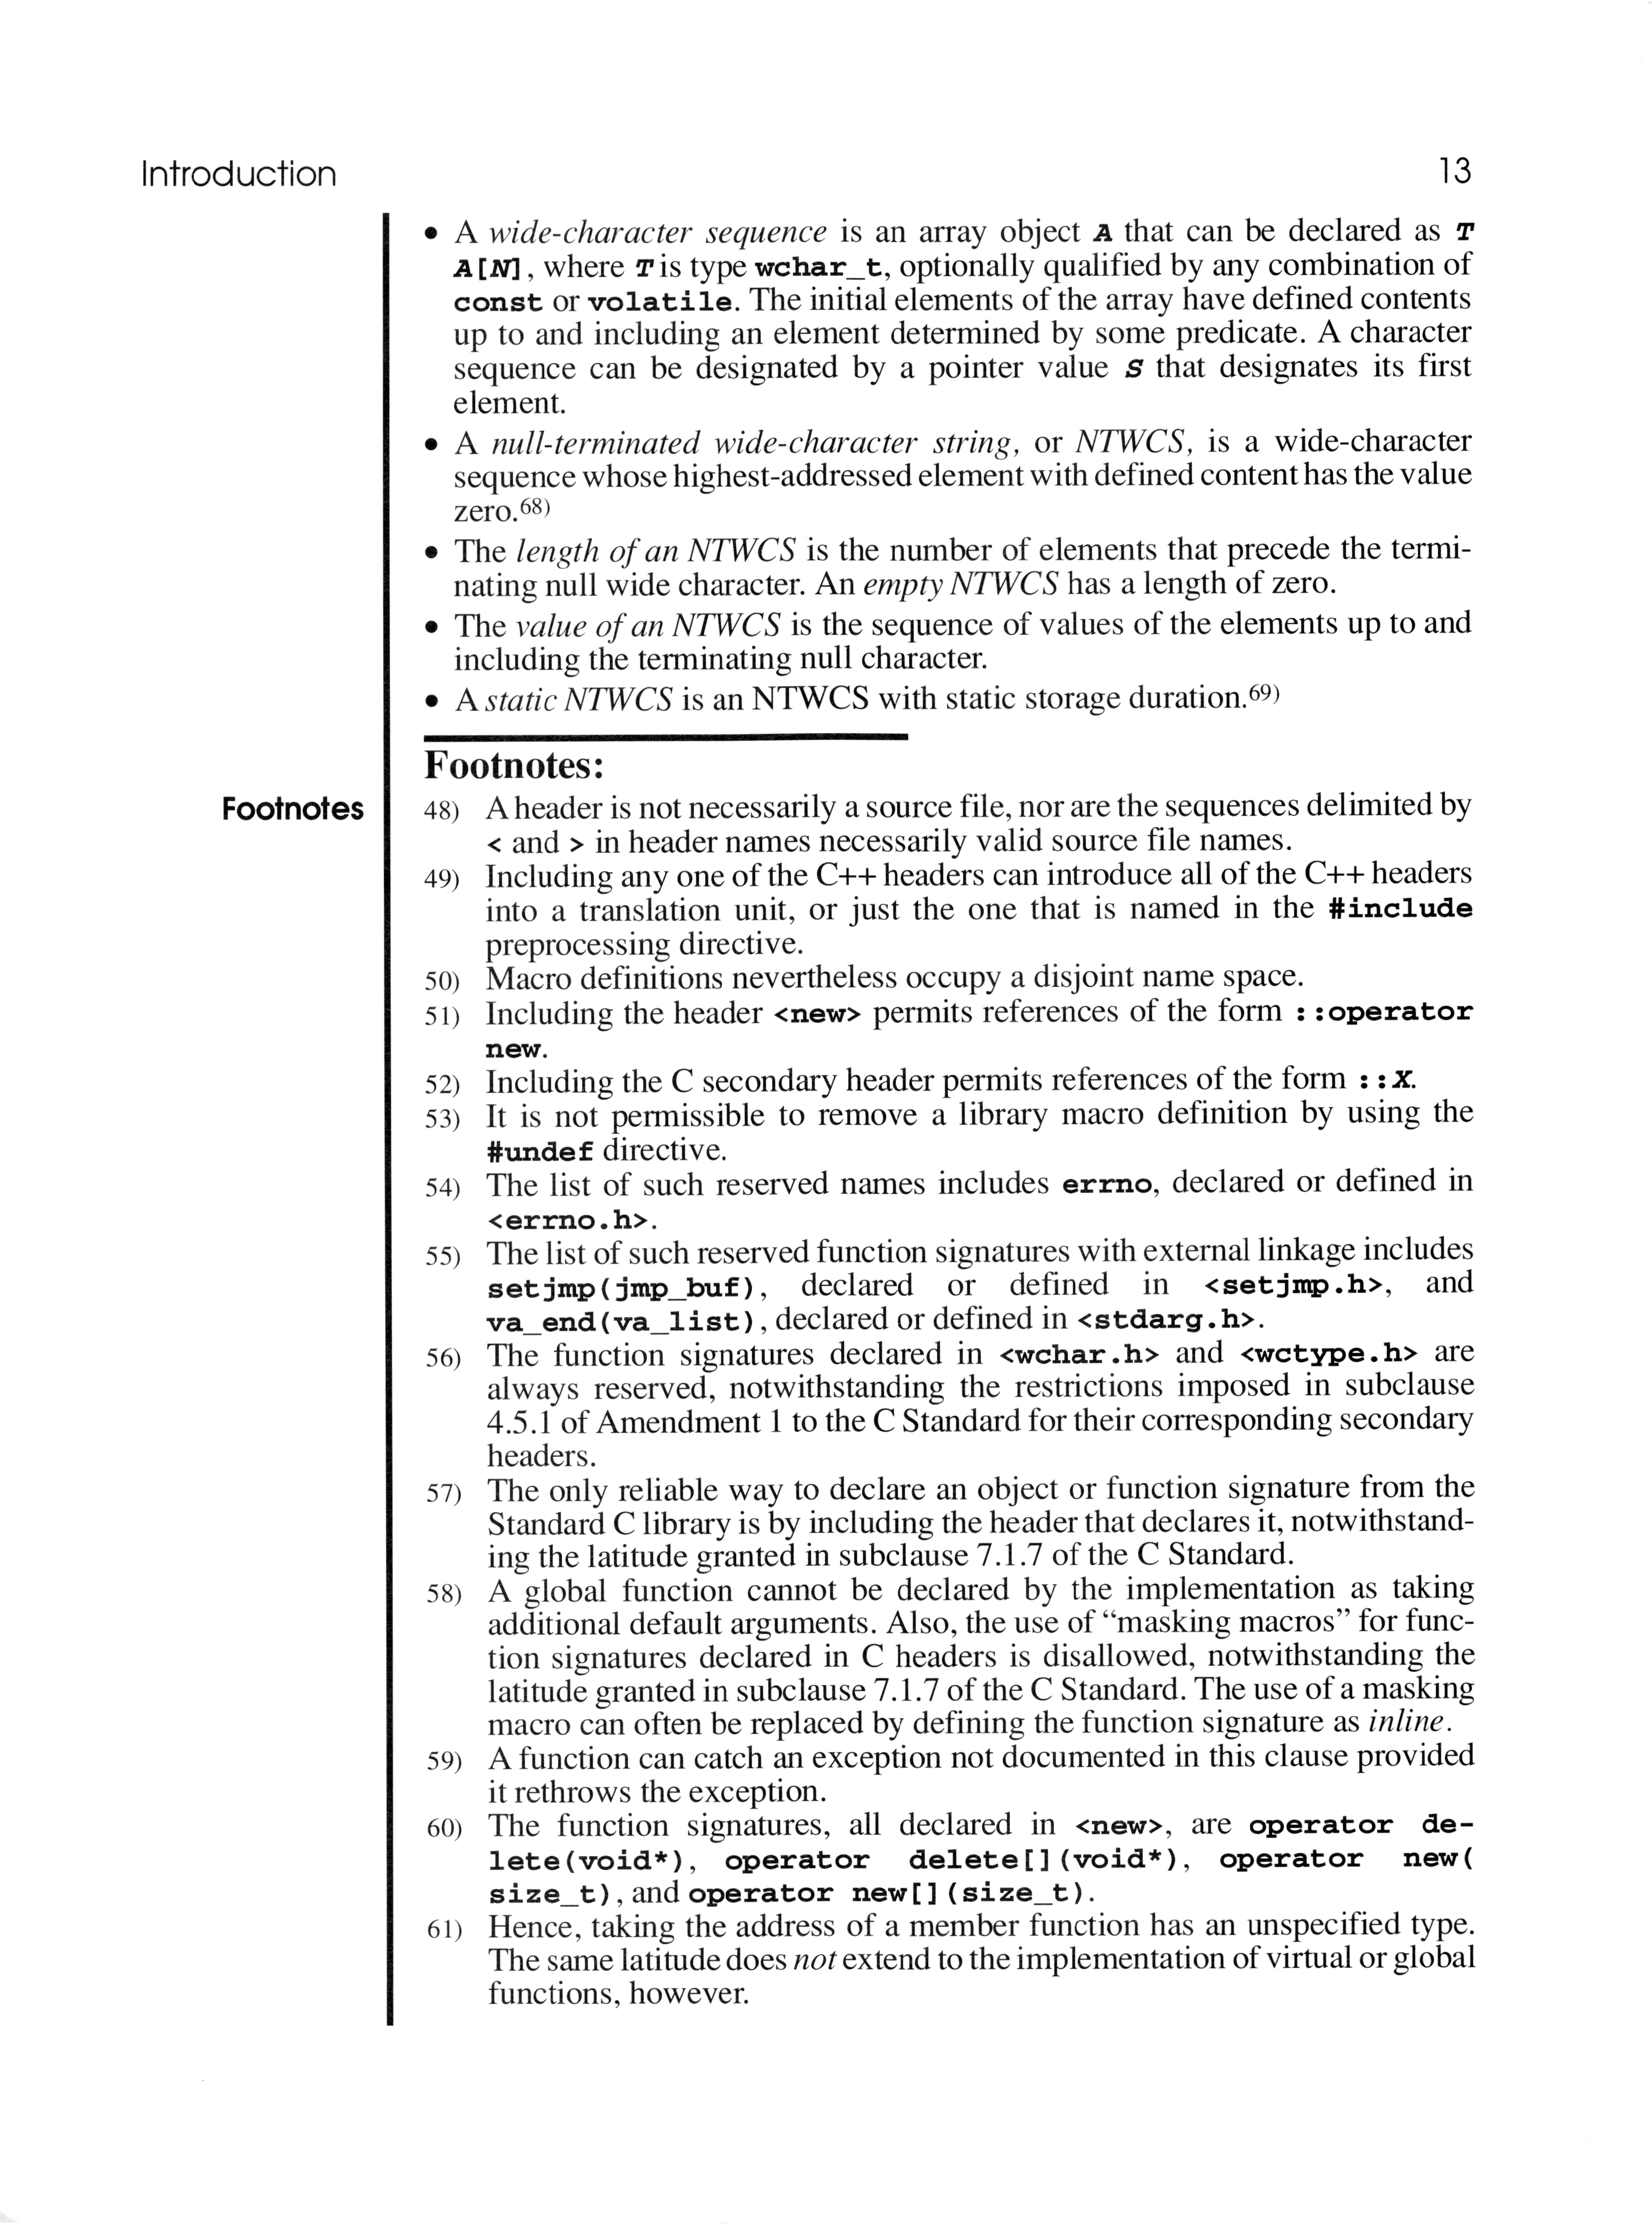 Introduction 13
• A wide-character sequence is an array object A that can be declared as T
A[N], where T is type wchar_t, optionally qualified by any combination of
const or volatile. The initial elements of the array have defined contents
up to and including an element determined by some predicate. A character
sequence can be designated by a pointer value S that designates its first
element.
• A null-terminated wide-character string, or NTWCS, is a wide-character
sequence whose highest-addressed element with defined content has the value
zero.68)
• The length of an NTWCS is the number of elements that precede the termi-
nating null wide character. An empty NTWCS has a length of zero.
• The value of an NTWCS is the sequence of values of the elements up to and
including the terminating null character.
• A static NTWCS is an NTWCS with static storage duration.69)
Footnotes:
Footnotes
48) A header is not necessarily a source file, nor are the sequences delimited by
< and > in header names necessarily valid source file names.
49) Including any one of the C++ headers can introduce all of the C++ headers
into a translation unit, or just the one that is named in the #include
preprocessing directive.
50) Macro definitions nevertheless occupy a disjoint name space.
51) Including the header <new> permits references of the form ::operator
new.
52) Including the C secondary header permits references of the form ::X.
53) It is not permissible to remove a library macro definition by using the
#undef directive.
54) The list of such reserved names includes errno, declared or defined in
<errno.h>.
55) The list of such reserved function signatures with external linkage includes
setjmp(jmp_buf), declared or defined in <setjmp.h>, and
va_end(va_list), declared or defined in <stdarg.h>.
56) The function signatures declared in <wchar.h> and <wctype.h> are
always reserved, notwithstanding the restrictions imposed in subclause
4.5.1 of Amendment 1 to the C Standard for their corresponding secondary
headers.
57) The only reliable way to declare an object or function signature from the
Standard C library is by including the header that declares it, notwithstand-
ing the latitude granted in subclause 7.1.7 of the C Standard.
58) A global function cannot be declared by the implementation as taking
additional default arguments. Also, the use of “masking macros” for func-
tion signatures declared in C headers is disallowed, notwithstanding the
latitude granted in subclause 7.1.7 of the C Standard. The use of a masking
macro can often be replaced by defining the function signature as inline.
59) A function can catch an exception not documented in this clause provided
it rethrows the exception.
60) The function signatures, all declared in <new>, are operator de-
lete(void*), operator delete[](void*), operator new(
size_t), and operator new[](size_t).
61) Hence, taking the address of a member function has an unspecified type.
The same latitude does not extend to the implementation of virtual or global
functions, however.